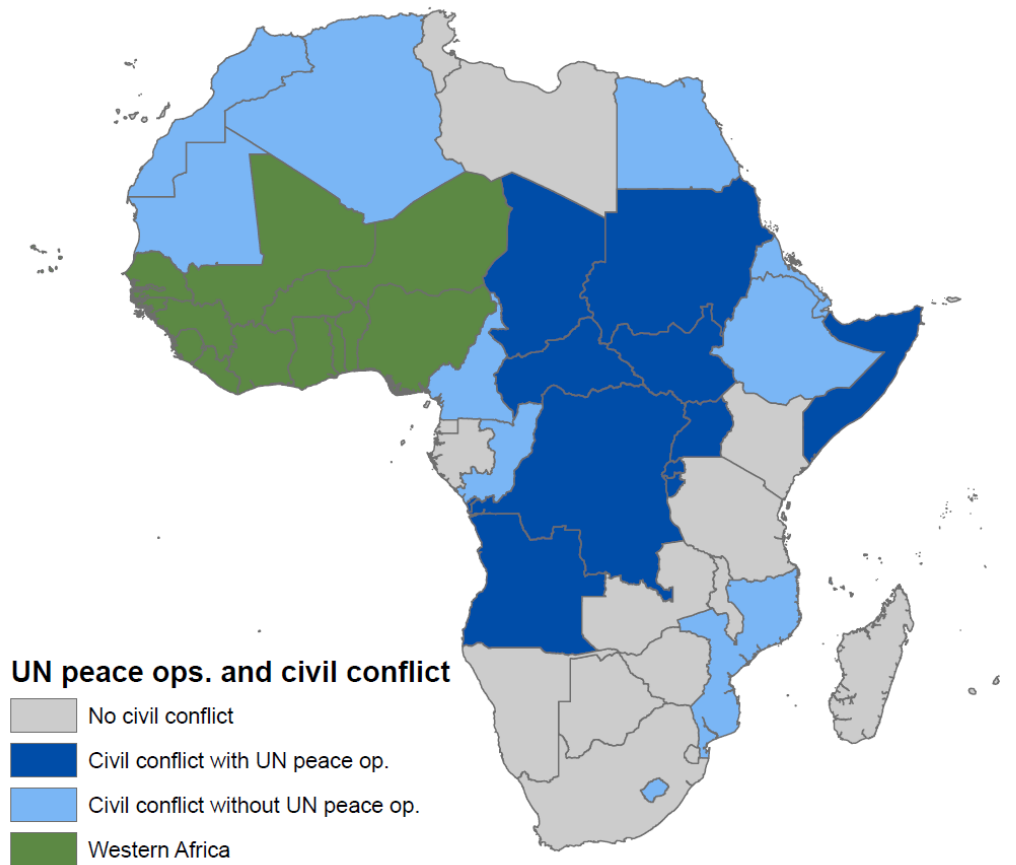 UN peace ops. and civil conflict
No civil conflict
Civil conflict with UN peace op.
Civil conflict without UN peace op.
Western Africa